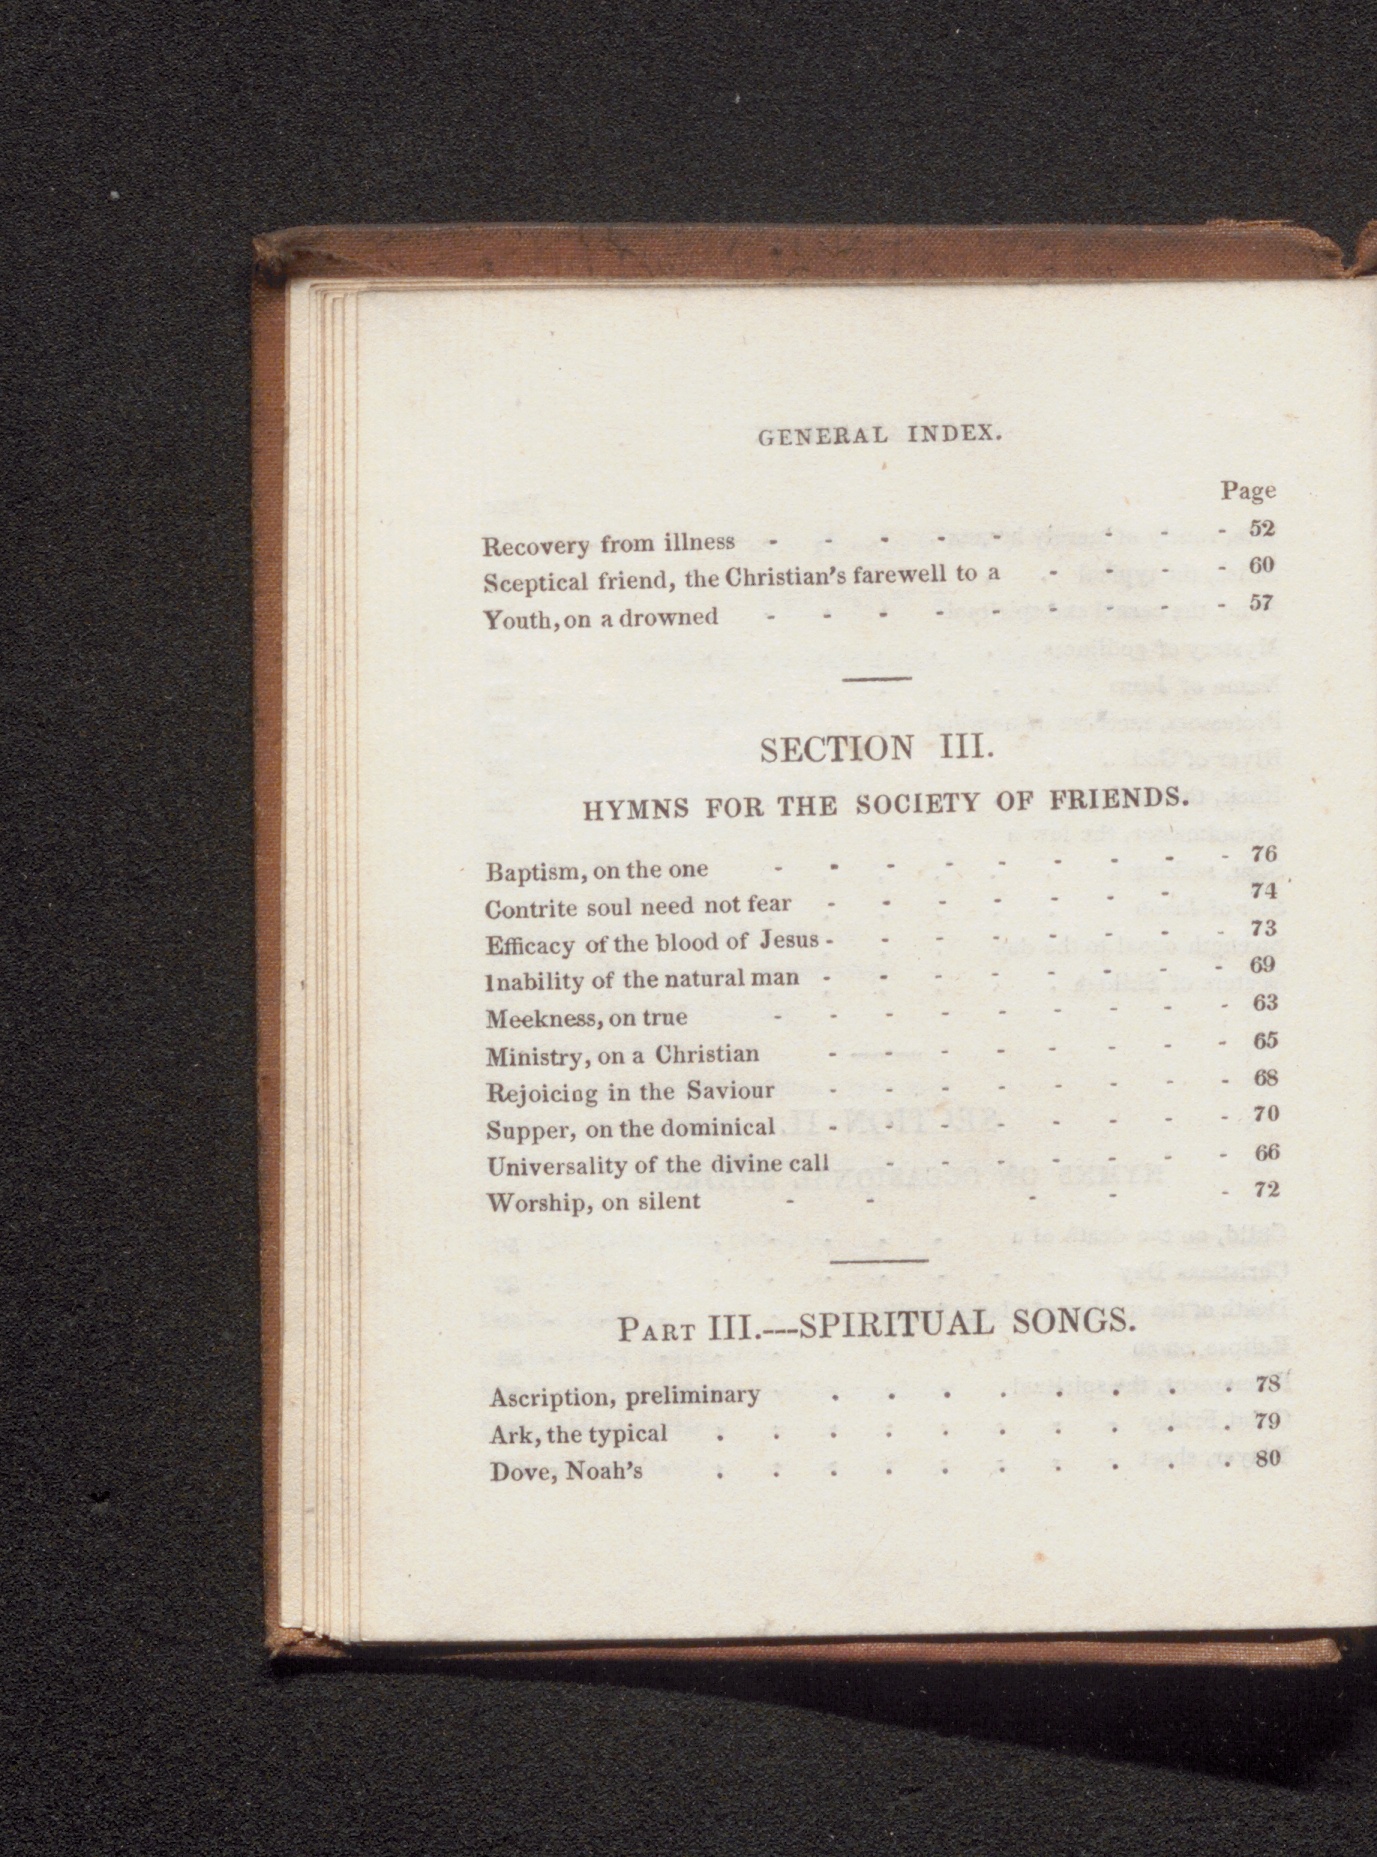 GENERAL INDEX.
Page
Recovery from illness - - - - - - - - - 52
Sceptical friend, the Christian's farewell to a - - - - 60
Youth, on a drowned - - - - - - - - - 57
SECTION III.
HYMNS FOR THE SOCIETY OF FRIENDS.
Baptism, on the one - - - - - - - - - 76
Contrite soul need not fear - - - - - - - 74
Efficacy of the blood of Jesus - - - - - - - - 73
Inability of the natural man - - - - - - - - 69
Meekness, on true - - - - - - - - - 63
Ministry, on a Christian - - - - - - - - 65
Rejoicing in the Saviour - - - - - - - - 68
Supper, on the dominical - - - - - - - - 70
Universality of the divine call - - - - - - - 66
Worship, on silent - - - - - 72
PART III.---SPIRITUAL SONGS.
Ascription, preliminary . . . . . . . . 78
Ark, the typical . . . . . . . . . . 79
Dove, Noah's . . . . . . . . . . 80